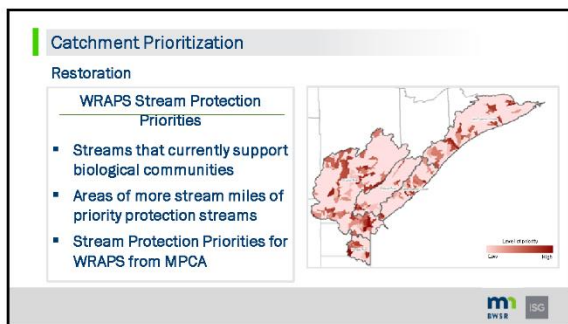 Catchment Prioritization
Restoration
WRAPS Stream Protection
Priorities
▪ Streams that currently support
biological communities
▪ Areas of more stream miles of
priority protection streams
▪ Stream Protection Priorities for
WRAPS from MPCA
Level of priority
Low High
mn
BWSR
ISG